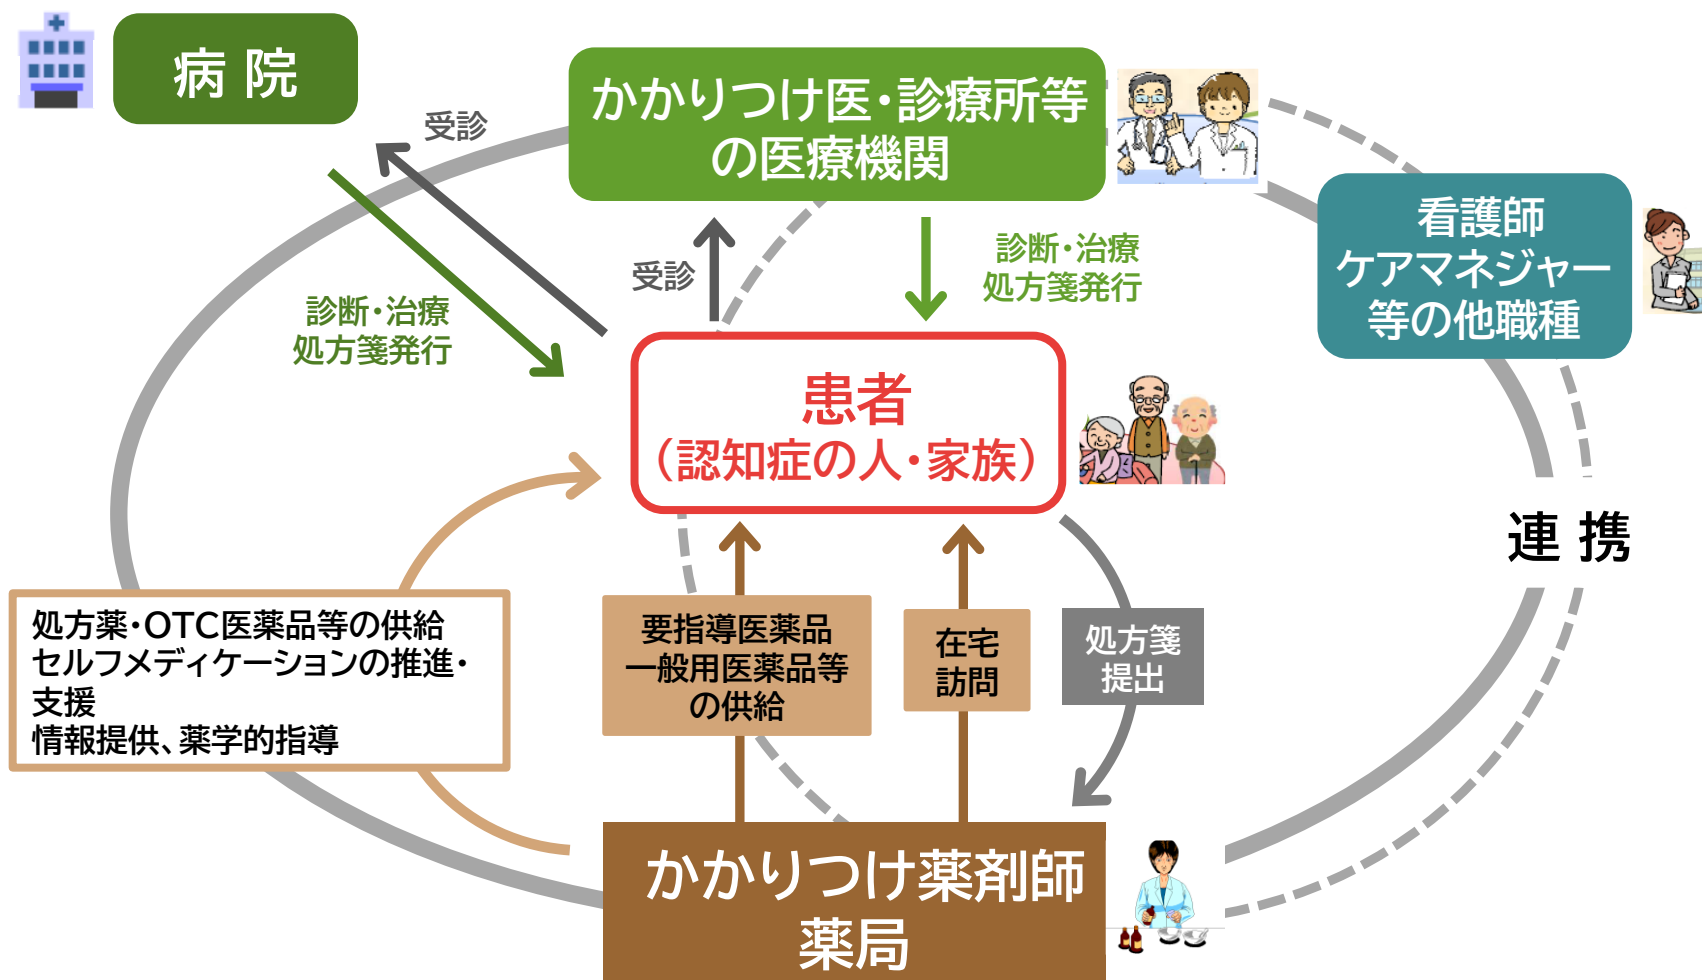 病 院
かかりつけ医・診療所等
の医療機関
受診
看護師
ケアマネジャー
等の他職種
受診
診断・治療
処方箋発行
診断・治療
処方箋発行
患者
（認知症の人・家族）
連 携
処方薬・OTC医薬品等の供給
セルフメディケーションの推進・
支援
情報提供、薬学的指導
要指導医薬品
一般用医薬品等
の供給
在宅
訪問
処方箋
提出
かかりつけ薬剤師
薬局